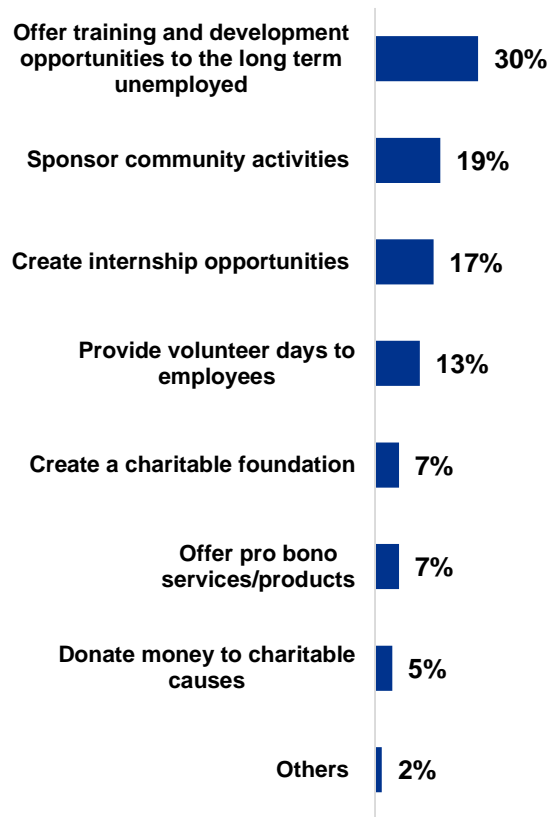 Offer training and development
opportunities to the long term
unemployed
30%
Sponsor community activities
19%
Create internship opportunities
17%
Provide volunteer days to
employees
13%
Create a charitable foundation
7%
Offer pro bono
services/products
7%
Donate money to charitable
causes
5%
Others
2%